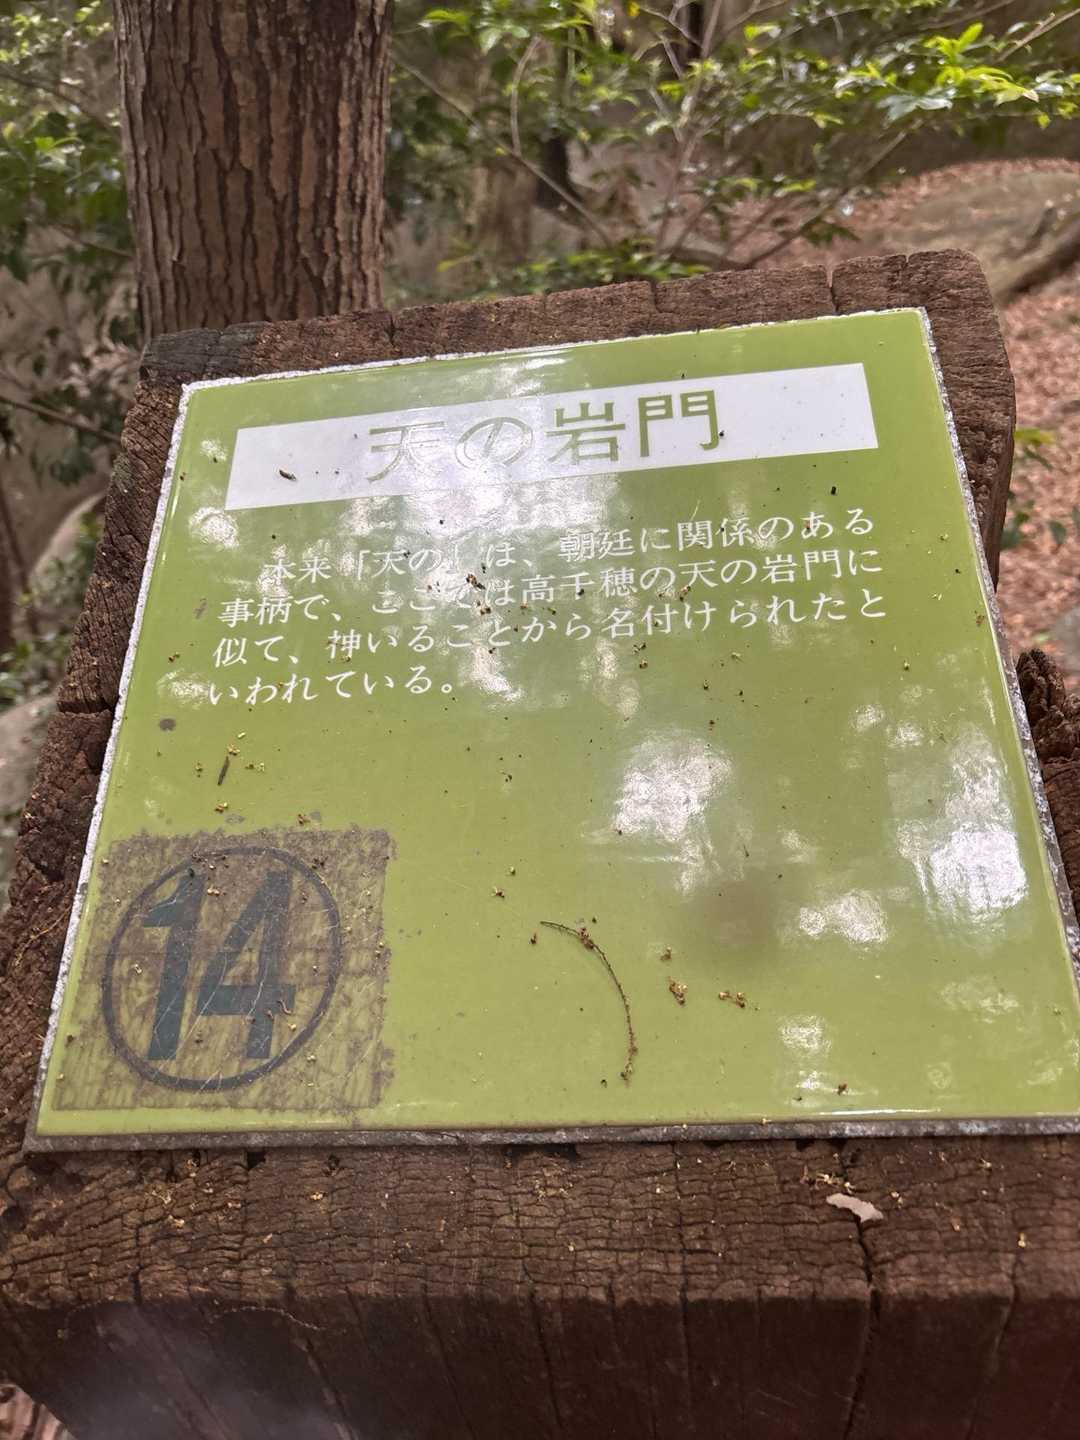 天の岩門
本来「天の」は、朝廷に関係のある
事柄で、ここでは高千穂の天の岩門に
似て、神いることから名付けられたと
いわれている。
14